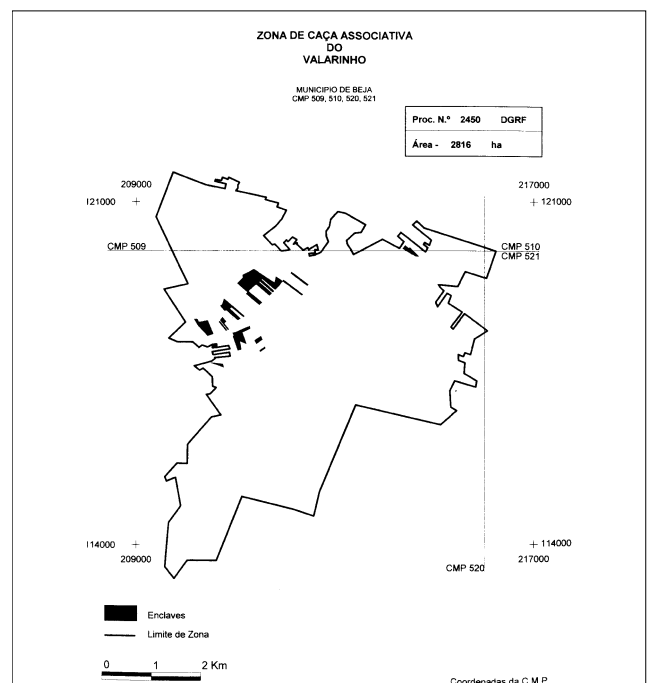 ZONA DE CAÇA ASSOCIATIVA
DO
VALARINHO
MUNICIPIO DE BEJA
CMP 509, 510, 520, 521
Proc. N.º 2450 DGRF
Área - 2816 ha
209000
217000
121000
121000
CMP 509
CMP 510
CMP 521
114000
114000
209000
217000
CMP 520
Enclaves
Limite de Zona
0 1 2 Km
Coordenadas da C.M.P.